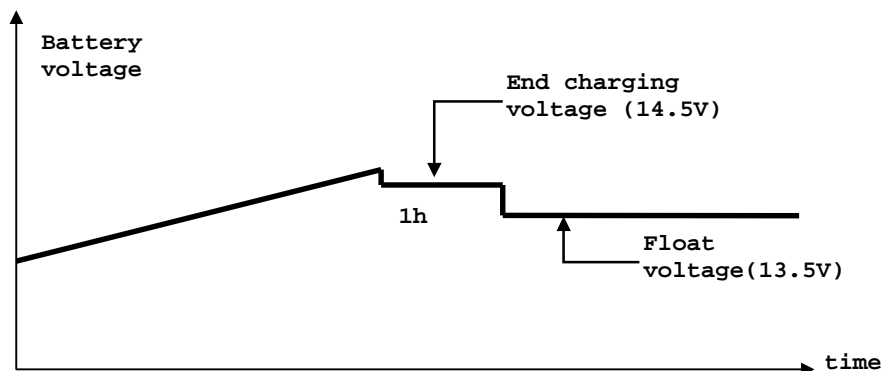 Battery
voltage
End charging
voltage (14.5V)
1h
Float
voltage(13.5V)
time